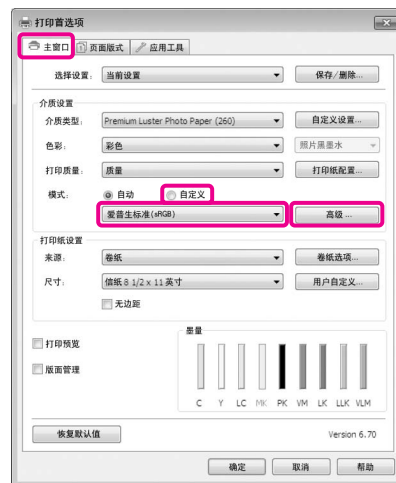 打印首选项
主窗口 页面版式 应用工具
选择设置： 当前设置 保存/删除...
介质设置
介质类型： Premium Luster Photo Paper (260) 自定义设置...
色彩： 彩色 照片黑墨水
打印质量： 质量 打印纸配置...
模式： 自动 自定义
爱普生标准(sRGB) 高级...
打印纸设置
来源： 卷纸 卷纸选项...
尺寸： 信纸 8 1/2 x 11 英寸 用户自定义...
无边距
墨量
打印预览
版面管理
C Y LC MK PK VM LK LLK VLM
恢复默认值 Version 6.70
确定 取消 帮助